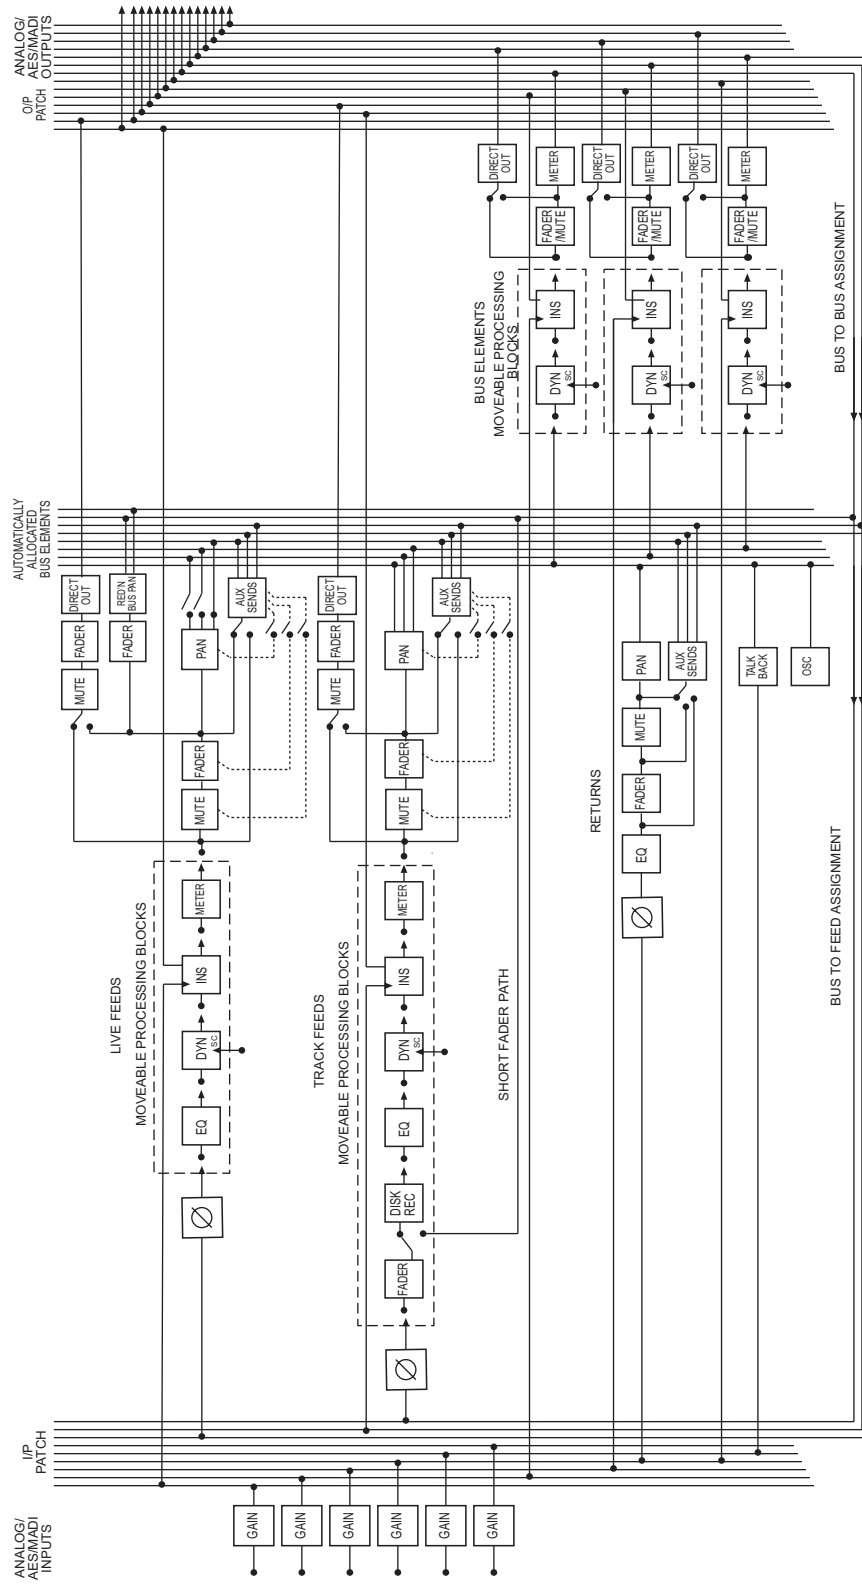 ANALOG/
AES/MADI
INPUTS
I/P
PATCH
GAIN
GAIN
GAIN
GAIN
GAIN
GAIN
LIVE FEEDS
MOVEABLE PROCESSING BLOCKS
EQ
DYN
SC
INS
METER
MUTE
FADER
PAN
AUX
SENDS
MUTE
FADER
DIRECT
OUT
FADER
RED'N
BUS PAN
TRACK FEEDS
MOVEABLE PROCESSING BLOCKS
FADER
DISK
REC
EQ
DYN
SC
INS
METER
MUTE
FADER
PAN
AUX
SENDS
MUTE
FADER
DIRECT
OUT
SHORT FADER PATH
RETURNS
EQ
FADER
MUTE
PAN
AUX
SENDS
TALK
BACK
OSC
BUS TO FEED ASSIGNMENT
AUTOMATICALLY
ALLOCATED
BUS ELEMENTS
BUS ELEMENTS
MOVEABLE PROCESSING
BLOCKS
DYN
SC
INS
FADER
/MUTE
METER
DIRECT
OUT
DYN
SC
INS
FADER
/MUTE
METER
DIRECT
OUT
DYN
SC
INS
FADER
/MUTE
METER
DIRECT
OUT
BUS TO BUS ASSIGNMENT
O/P
PATCH
ANALOG/
AES/MADI
OUTPUTS